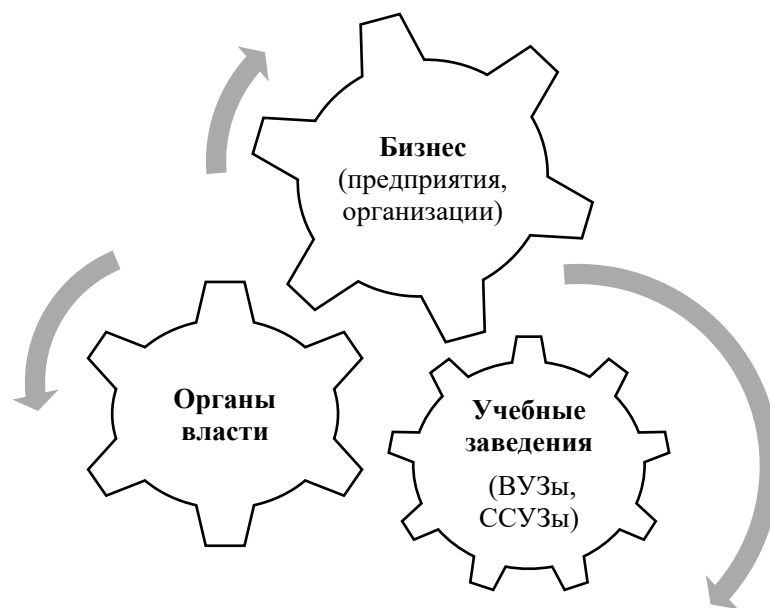 Бизнес
(предприятия,
организации)
Органы
власти
Учебные
заведения
(ВУЗы,
ССУЗы)